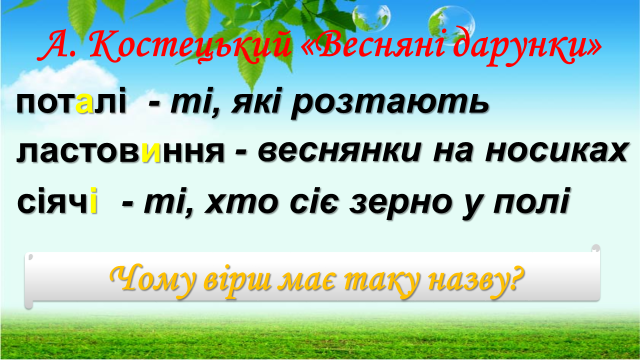 А. Костецький «Весняні дарунки»
поталі - ті, які розтають
ластовиння - веснянки на носиках
сіячі - ті, хто сіє зерно у полі
Чому вірш має таку назву?